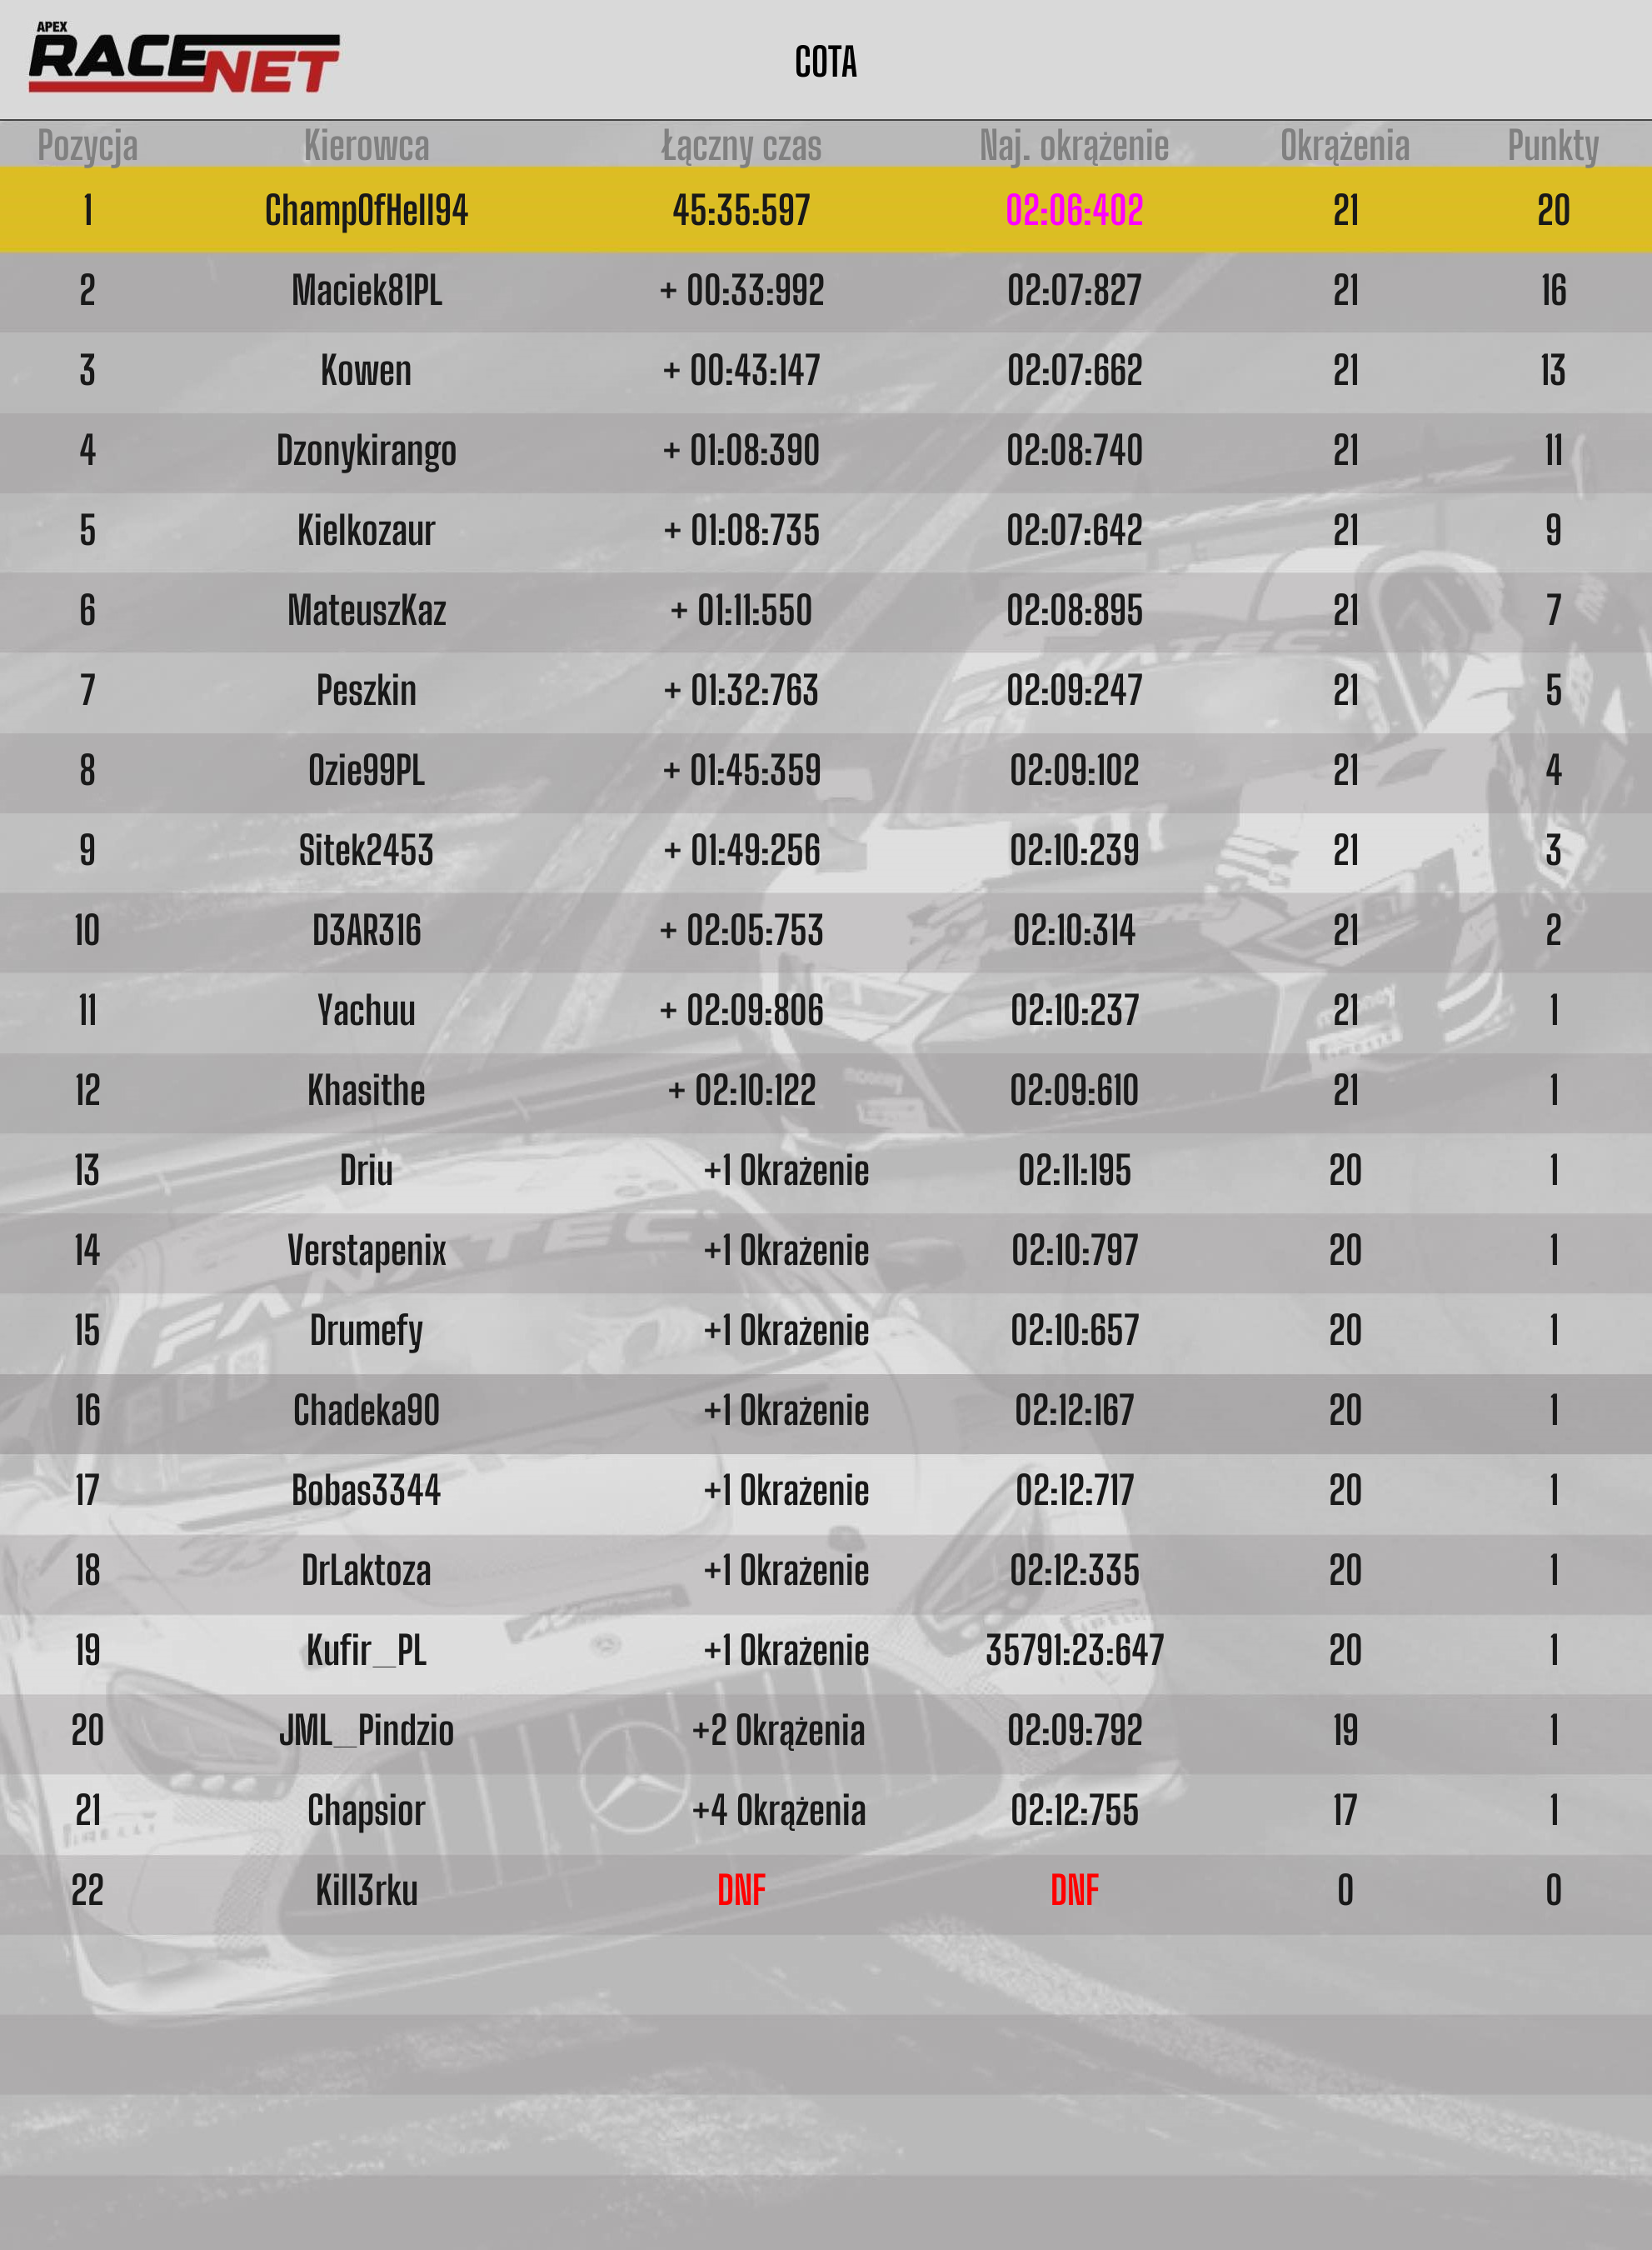 APEX
RACENET
COTA
Pozycja Kierowca Łączny czas Naj. okrążenie Okrążenia Punkty
1 ChampOfHell94 45:35:597 02:06:402 21 20
2 Maciek81PL + 00:33:992 02:07:827 21 16
3 Kowen + 00:43:147 02:07:662 21 13
4 Dzonykirango + 01:08:390 02:08:740 21 11
5 Kielkozaur + 01:08:735 02:07:642 21 9
6 MateuszKaz + 01:11:550 02:08:895 21 7
7 Peszkin + 01:32:763 02:09:247 21 5
8 Ozie99PL + 01:45:359 02:09:102 21 4
9 Sitek2453 + 01:49:256 02:10:239 21 3
10 D3AR316 + 02:05:753 02:10:314 21 2
11 Yachuu + 02:09:806 02:10:237 21 1
12 Khasithe + 02:10:122 02:09:610 21 1
13 Driu +1 Okrażenie 02:11:195 20 1
14 Verstapenix +1 Okrażenie 02:10:797 20 1
15 Drumefy +1 Okrażenie 02:10:657 20 1
16 Chadeka90 +1 Okrażenie 02:12:167 20 1
17 Bobas3344 +1 Okrażenie 02:12:717 20 1
18 DrLaktoza +1 Okrażenie 02:12:335 20 1
19 Kufir_PL +1 Okrażenie 35791:23:647 20 1
20 JML_Pindzio +2 Okrążenia 02:09:792 19 1
21 Chapsior +4 Okrążenia 02:12:755 17 1
22 Kill3rku DNF DNF 0 0
FANATEC
FANATEC
PIRELLI